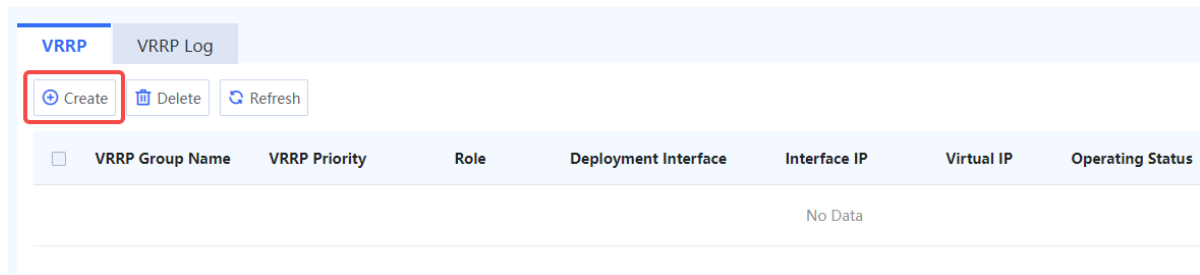 VRRP VRRP Log
Create Delete Refresh
VRRP Group Name VRRP Priority Role Deployment Interface Interface IP Virtual IP Operating Status
No Data